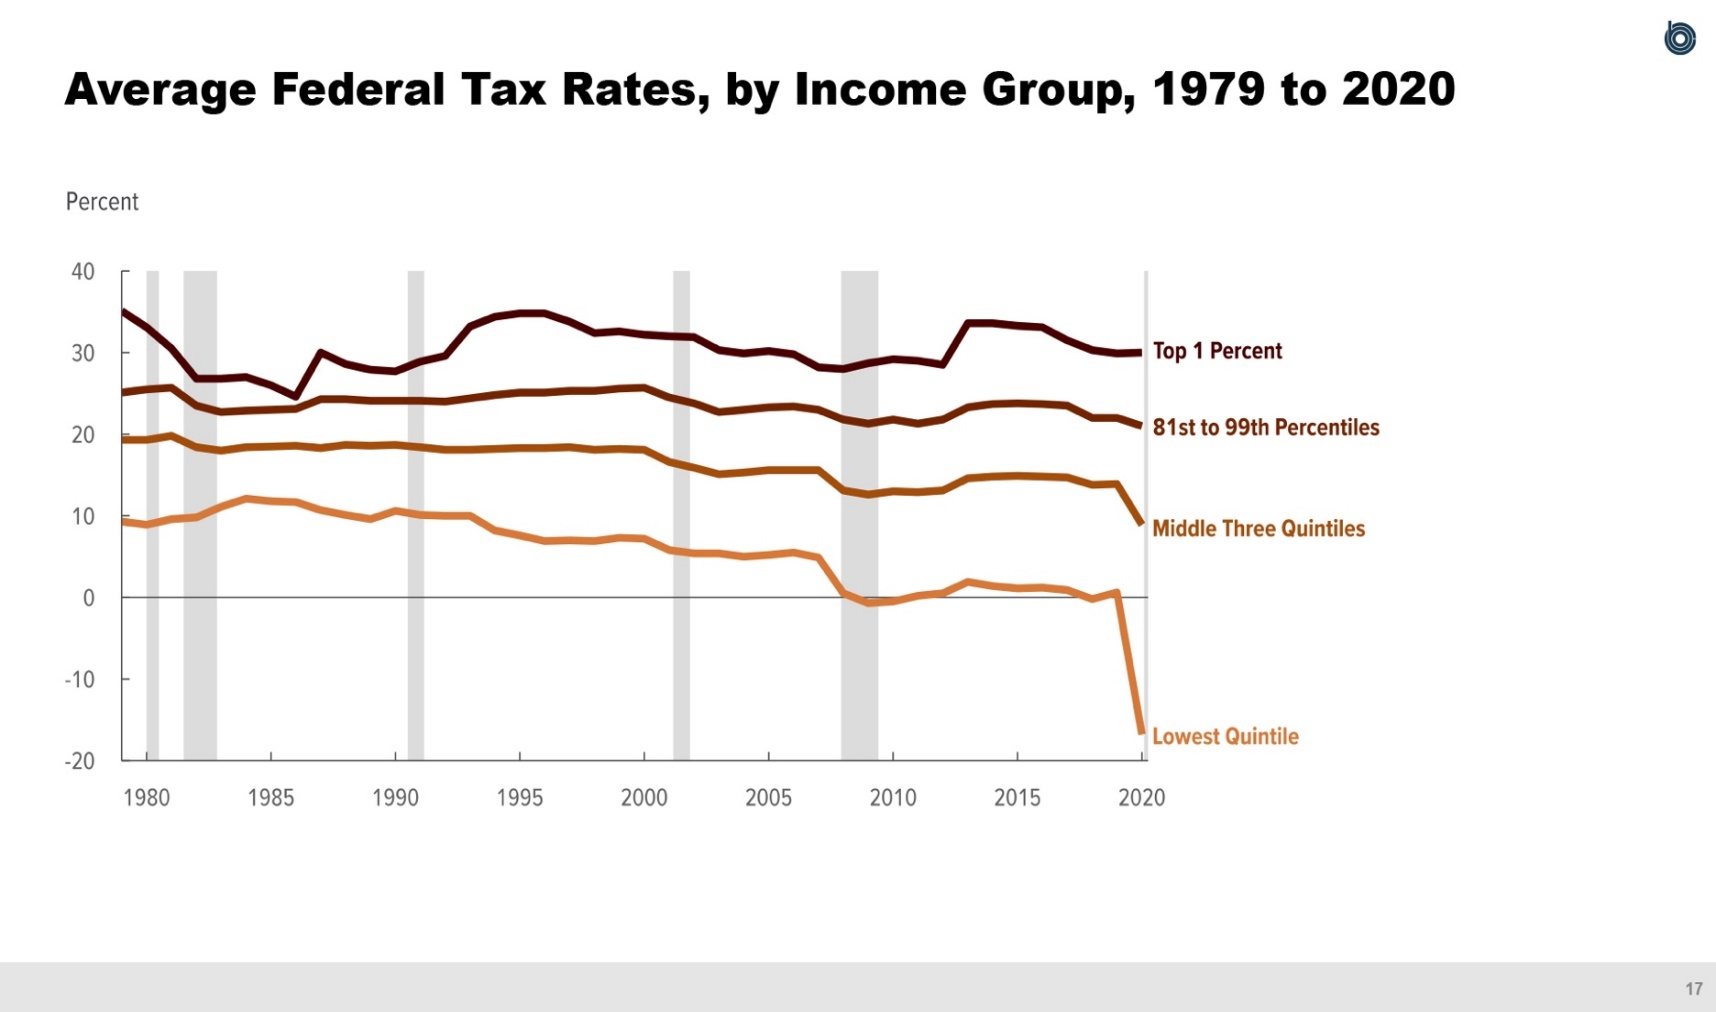 Average Federal Tax Rates, by Income Group, 1979 to 2020
Percent
40
30
20
10
0
-10
-20
Top 1 Percent
81st to 99th Percentiles
Middle Three Quintiles
Lowest Quintile
1980 1985 1990 1995 2000 2005 2010 2015 2020
17